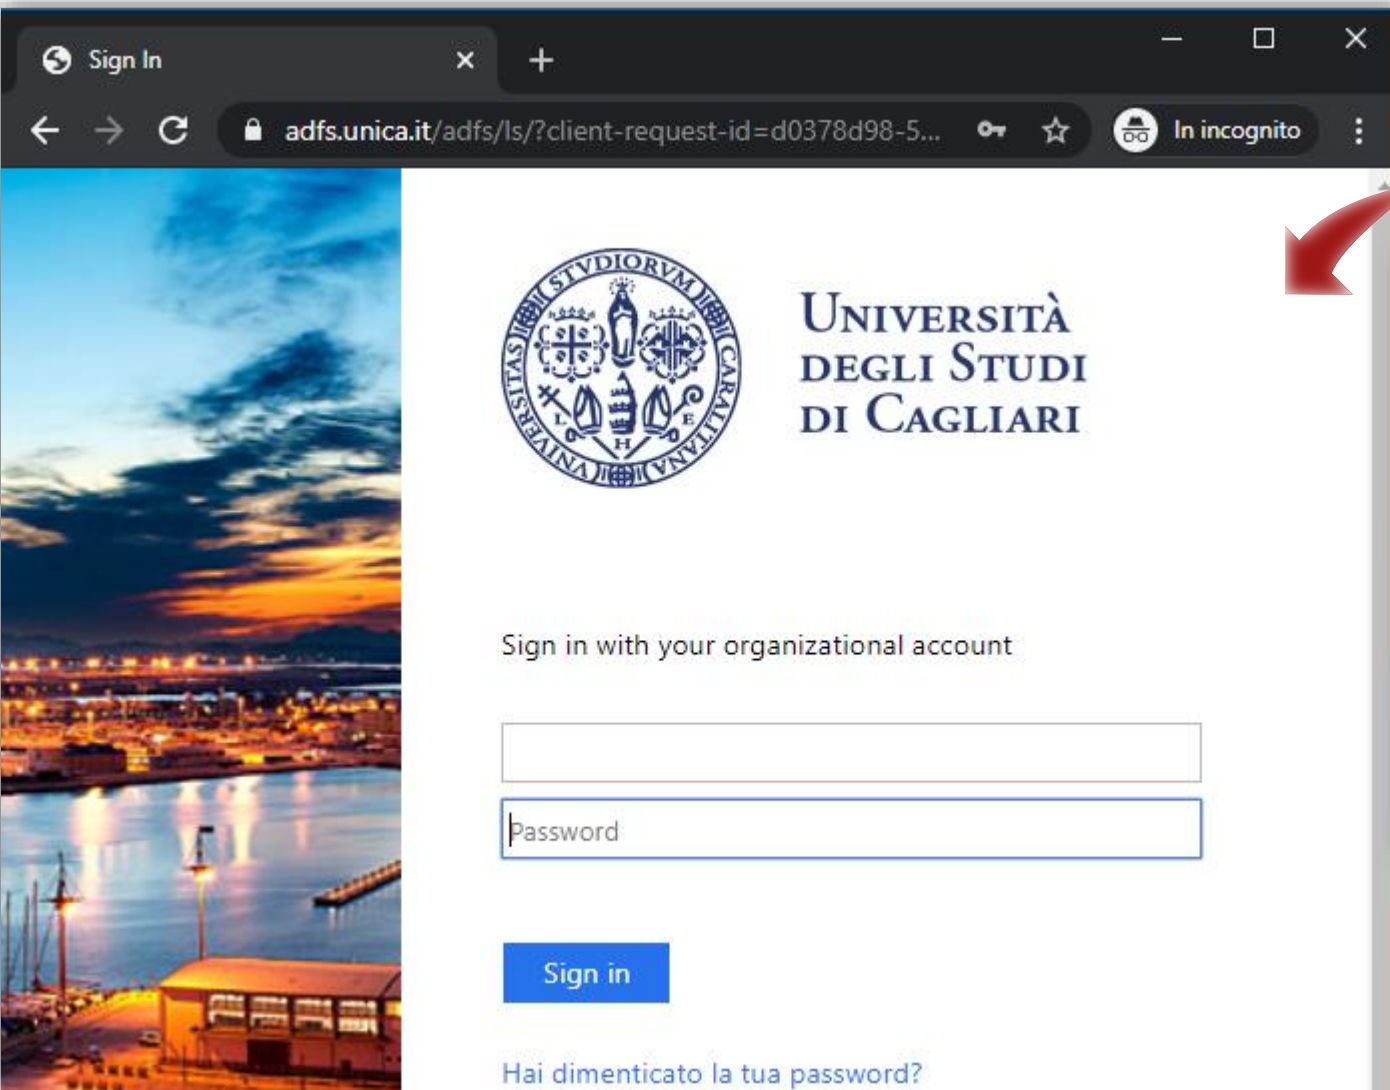 Sign In
adfs.unica.it/adfs/ls/?client-request-id=d0378d98-5...
In incognito
STVDIORVM
VNIVERSITAS
CARALITANA
VNA
L H E
UNIVERSITÀ
DEGLI STUDI
DI CAGLIARI
Sign in with your organizational account
Password
Sign in
Hai dimenticato la tua password?